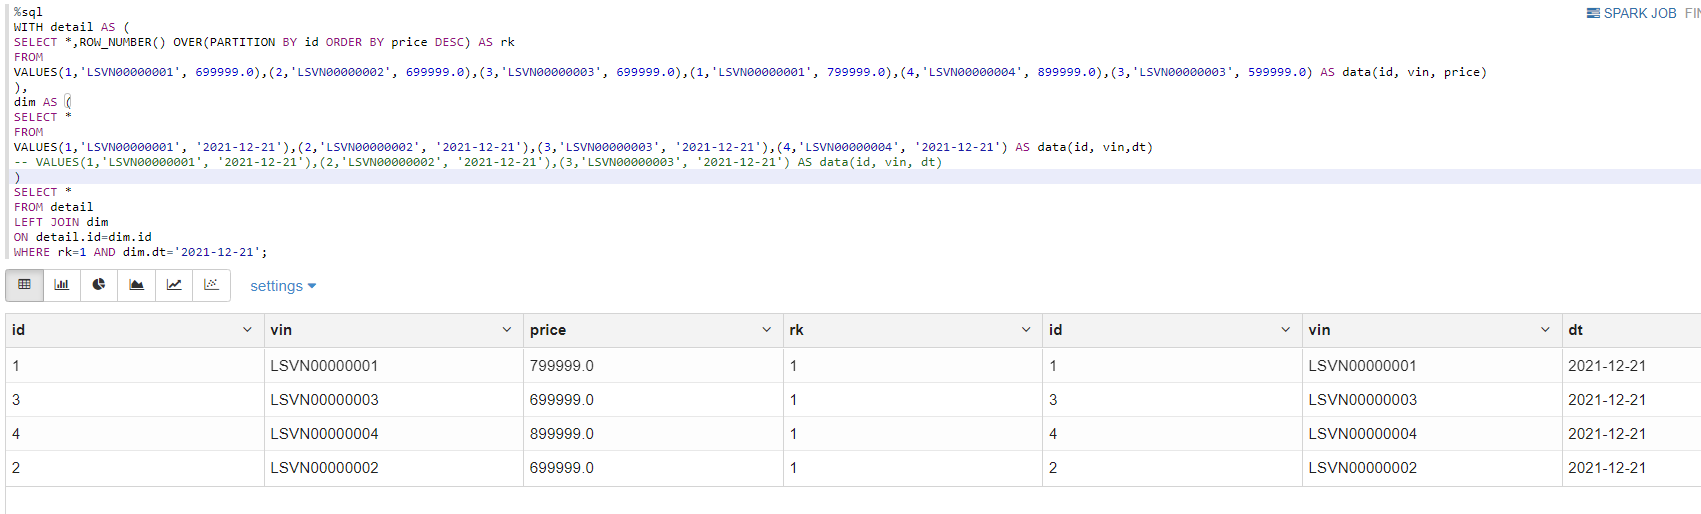 %sql
SPARK JOB FIN
WITH detail AS (
SELECT *,ROW_NUMBER() OVER(PARTITION BY id ORDER BY price DESC) AS rk
FROM
VALUES(1,'LSVN00000001', 699999.0),(2,'LSVN00000002', 699999.0),(3,'LSVN00000003', 699999.0),(1,'LSVN00000001', 799999.0),(4,'LSVN00000004', 899999.0),(3,'LSVN00000003', 599999.0) AS data(id, vin, price)
),
dim AS (
SELECT *
FROM
VALUES(1,'LSVN00000001', '2021-12-21'),(2,'LSVN00000002', '2021-12-21'),(3,'LSVN00000003', '2021-12-21'),(4,'LSVN00000004', '2021-12-21') AS data(id, vin,dt)
-- VALUES(1,'LSVN00000001', '2021-12-21'),(2,'LSVN00000002', '2021-12-21'),(3,'LSVN00000003', '2021-12-21') AS data(id, vin, dt)
)
SELECT *
FROM detail
LEFT JOIN dim
ON detail.id=dim.id
WHERE rk=1 AND dim.dt='2021-12-21';
settings
id vin price rk id vin dt
1 LSVN00000001 799999.0 1 1 LSVN00000001 2021-12-21
3 LSVN00000003 699999.0 1 3 LSVN00000003 2021-12-21
4 LSVN00000004 899999.0 1 4 LSVN00000004 2021-12-21
2 LSVN00000002 699999.0 1 2 LSVN00000002 2021-12-21